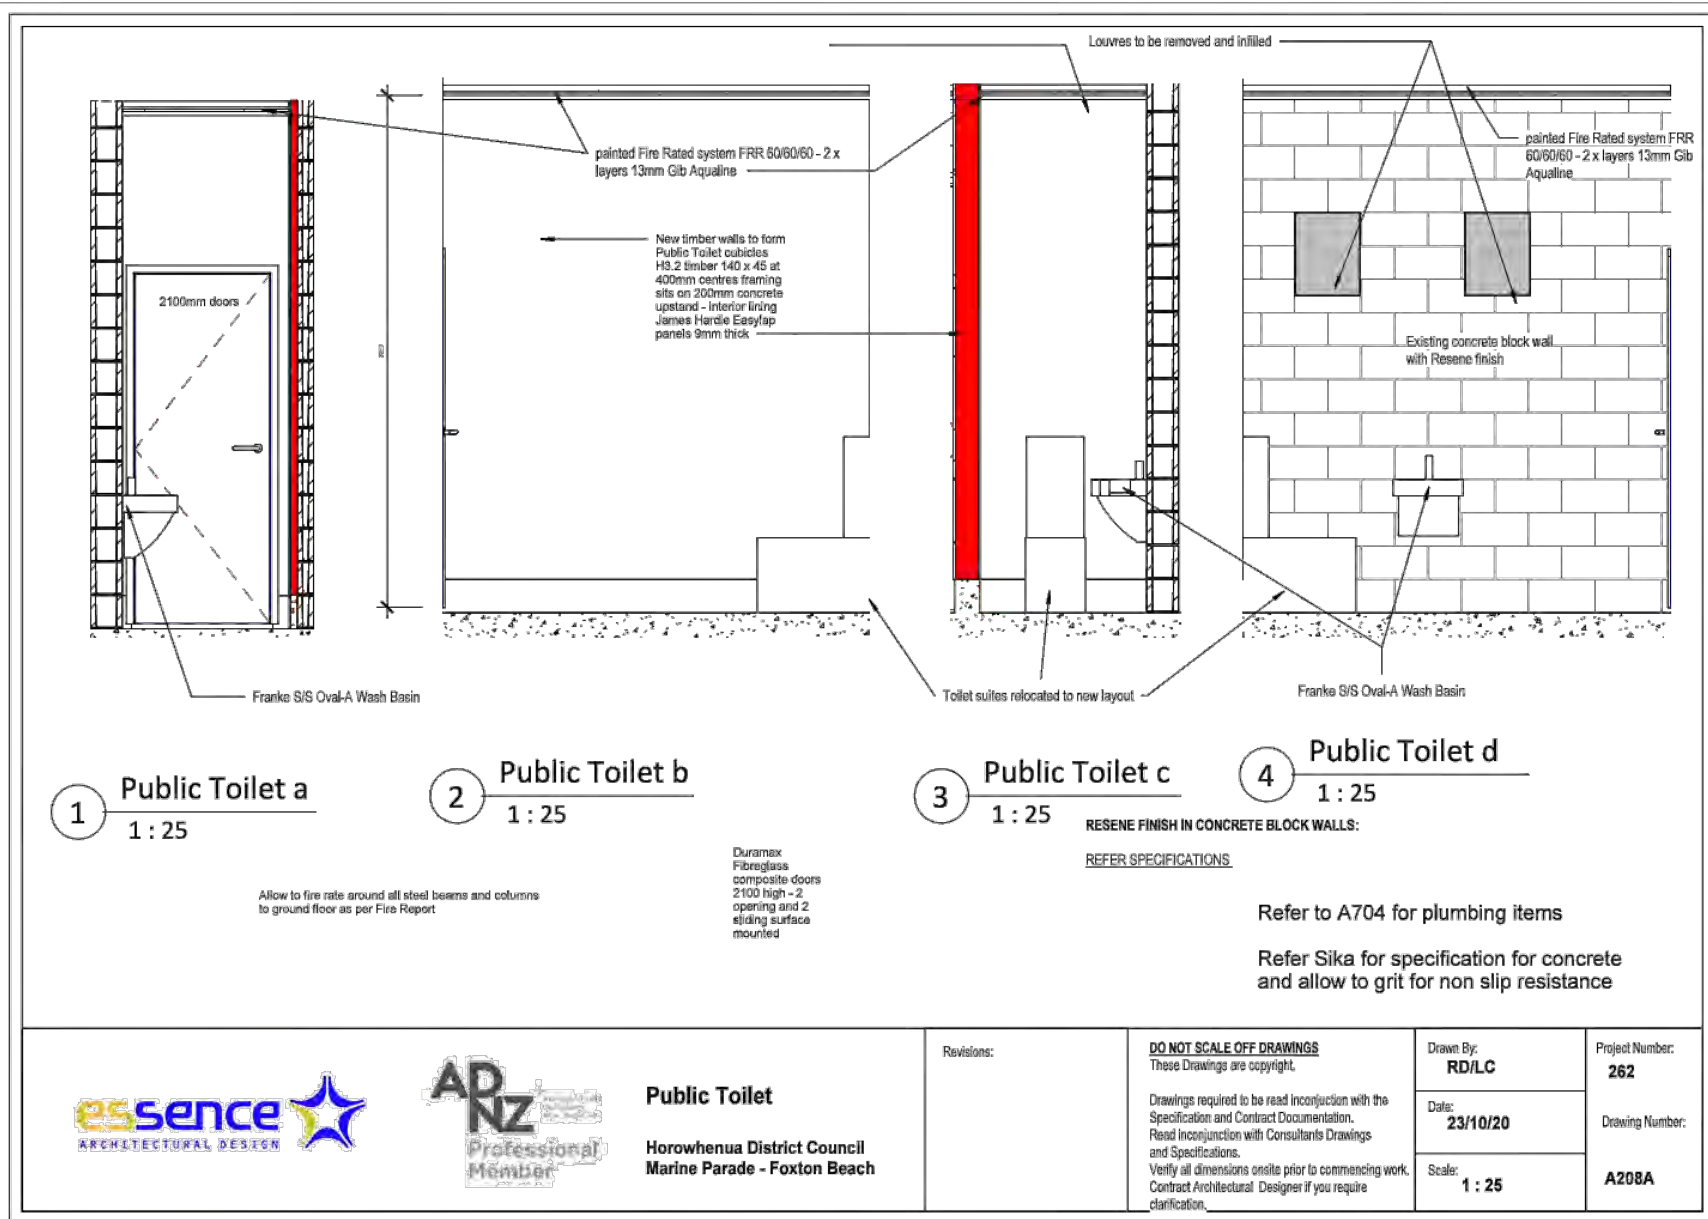 Louvres to be removed and infilled
painted Fire Rated system FRR 60/60/60 - 2 x
layers 13mm Gib Aqualine
painted Fire Rated system FRR
60/60/60 - 2 x layers 13mm Gib
Aqualine
New timber walls to form
Public Toilet cubicles
H3.2 timber 140 x 45 at
400mm centres framing
sits on 200mm concrete
upstand - interior lining
James Hardie Easylap
panels 9mm thick
2100mm doors
Existing concrete block wall
with Resene finish
Franke S/S Oval-A Wash Basin
Toilet suites relocated to new layout
Franke S/S Oval-A Wash Basin
1
Public Toilet a
1 : 25
2
Public Toilet b
1 : 25
3
Public Toilet c
1 : 25
4
Public Toilet d
1 : 25
RESENE FINISH IN CONCRETE BLOCK WALLS:
REFER SPECIFICATIONS
Allow to fire rate around all steel beams and columns
to ground floor as per Fire Report
Duramax
Fibreglass
composite doors
2100 high - 2
opening and 2
sliding surface
mounted
Refer to A704 for plumbing items
Refer Sika for specification for concrete
and allow to grit for non slip resistance
essence
ARCHITECTURAL DESIGN
ADNZ
Professional
Member
Public Toilet
Horowhenua District Council
Marine Parade - Foxton Beach
Revisions:
DO NOT SCALE OFF DRAWINGS
These Drawings are copyright.
Drawings required to be read inconjuction with the
Specification and Contract Documentation.
Read inconjunction with Consultants Drawings
and Specifications.
Verify all dimensions onsite prior to commencing work.
Contract Architectural Designer if you require
clarification.
Drawn By:
RD/LC
Date:
23/10/20
Scale:
1 : 25
Project Number:
262
Drawing Number:
A208A